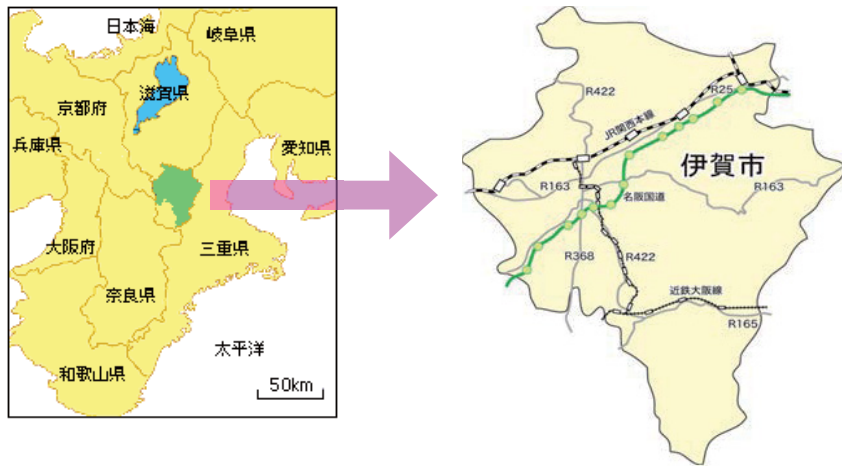 日本海
岐阜県
滋賀県
京都府
兵庫県
愛知県
大阪府
三重県
奈良県
太平洋
和歌山県
50km
R422
R25
JR関西本線
伊賀市
R163
R163
名阪国道
R368
R422
近鉄大阪線
R165